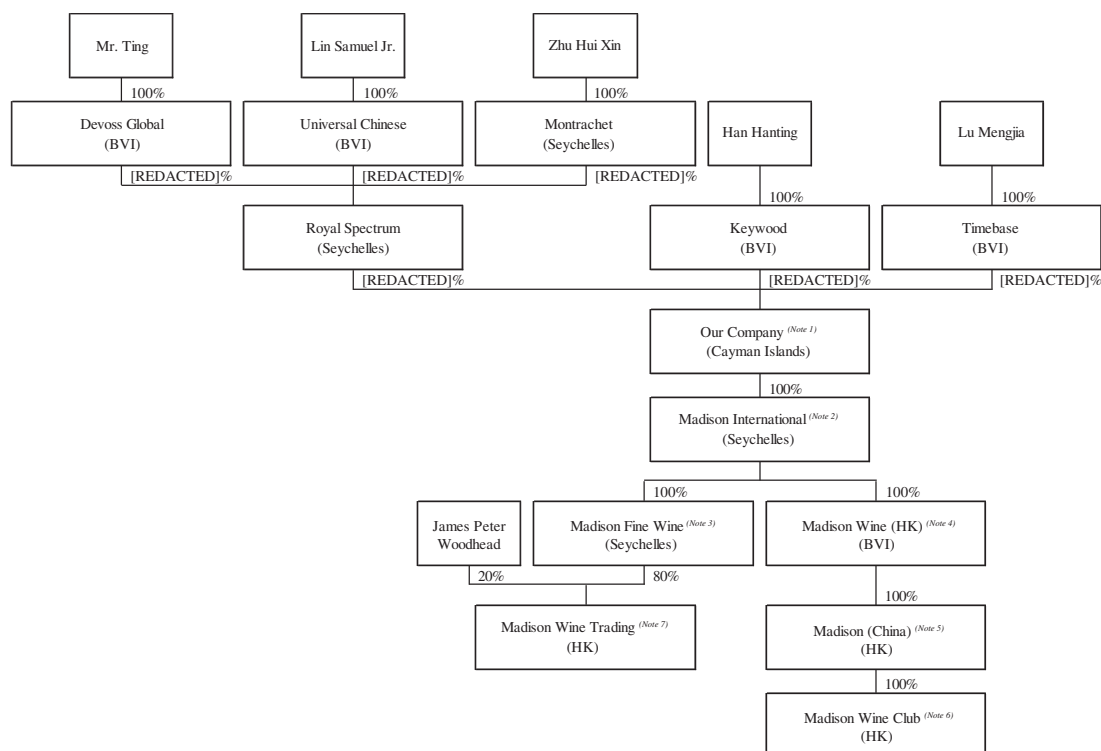 Mr. Ting
Lin Samuel Jr.
Zhu Hui Xin
100%
100%
100%
Devoss Global
(BVI)
Universal Chinese
(BVI)
Montrachet
(Seychelles)
Han Hanting
Lu Mengjia
[REDACTED]%
[REDACTED]%
[REDACTED]%
100%
100%
Royal Spectrum
(Seychelles)
Keywood
(BVI)
Timebase
(BVI)
[REDACTED]%
[REDACTED]%
[REDACTED]%
Our Company (Note 1)
(Cayman Islands)
100%
Madison International (Note 2)
(Seychelles)
100%
100%
James Peter
Woodhead
Madison Fine Wine (Note 3)
(Seychelles)
Madison Wine (HK) (Note 4)
(BVI)
20%
80%
100%
Madison Wine Trading (Note 7)
(HK)
Madison (China) (Note 5)
(HK)
100%
Madison Wine Club (Note 6)
(HK)